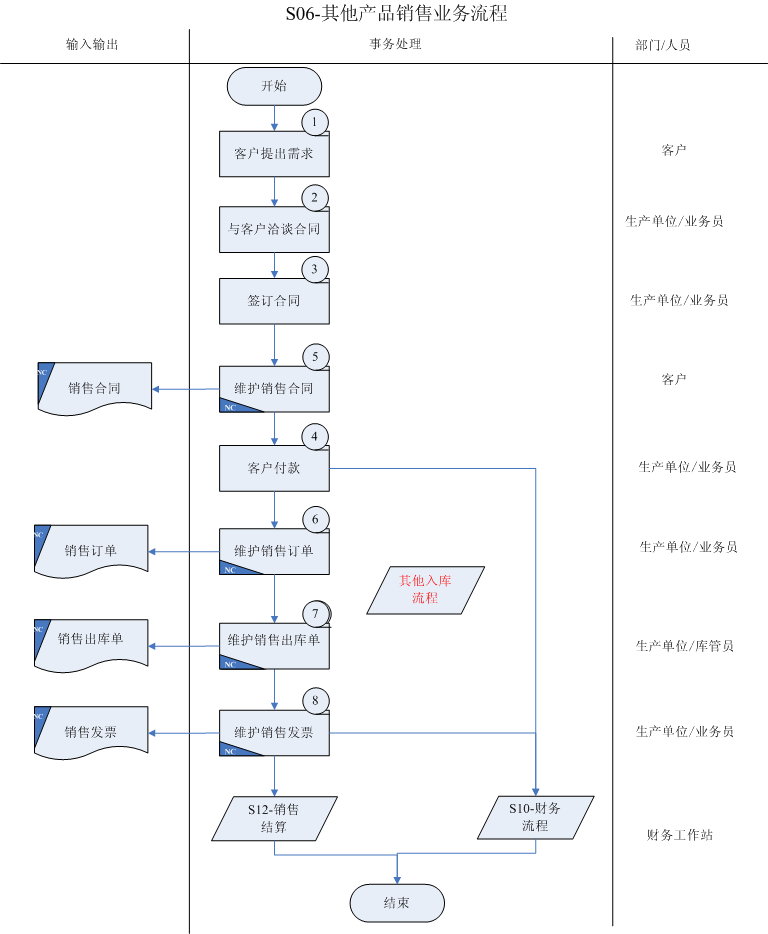 S06-其他产品销售业务流程
输入输出
事务处理
部门/人员
开始
1
客户提出需求
客户
2
与客户洽谈合同
生产单位/业务员
3
签订合同
生产单位/业务员
5
NC
销售合同
维护销售合同
NC
客户
4
客户付款
生产单位/业务员
6
NC
销售订单
维护销售订单
NC
生产单位/业务员
其他入库
流程
7
NC
销售出库单
维护销售出库单
NC
生产单位/库管员
8
NC
销售发票
维护销售发票
NC
生产单位/业务员
S12-销售
结算
S10-财务
流程
财务工作站
结束